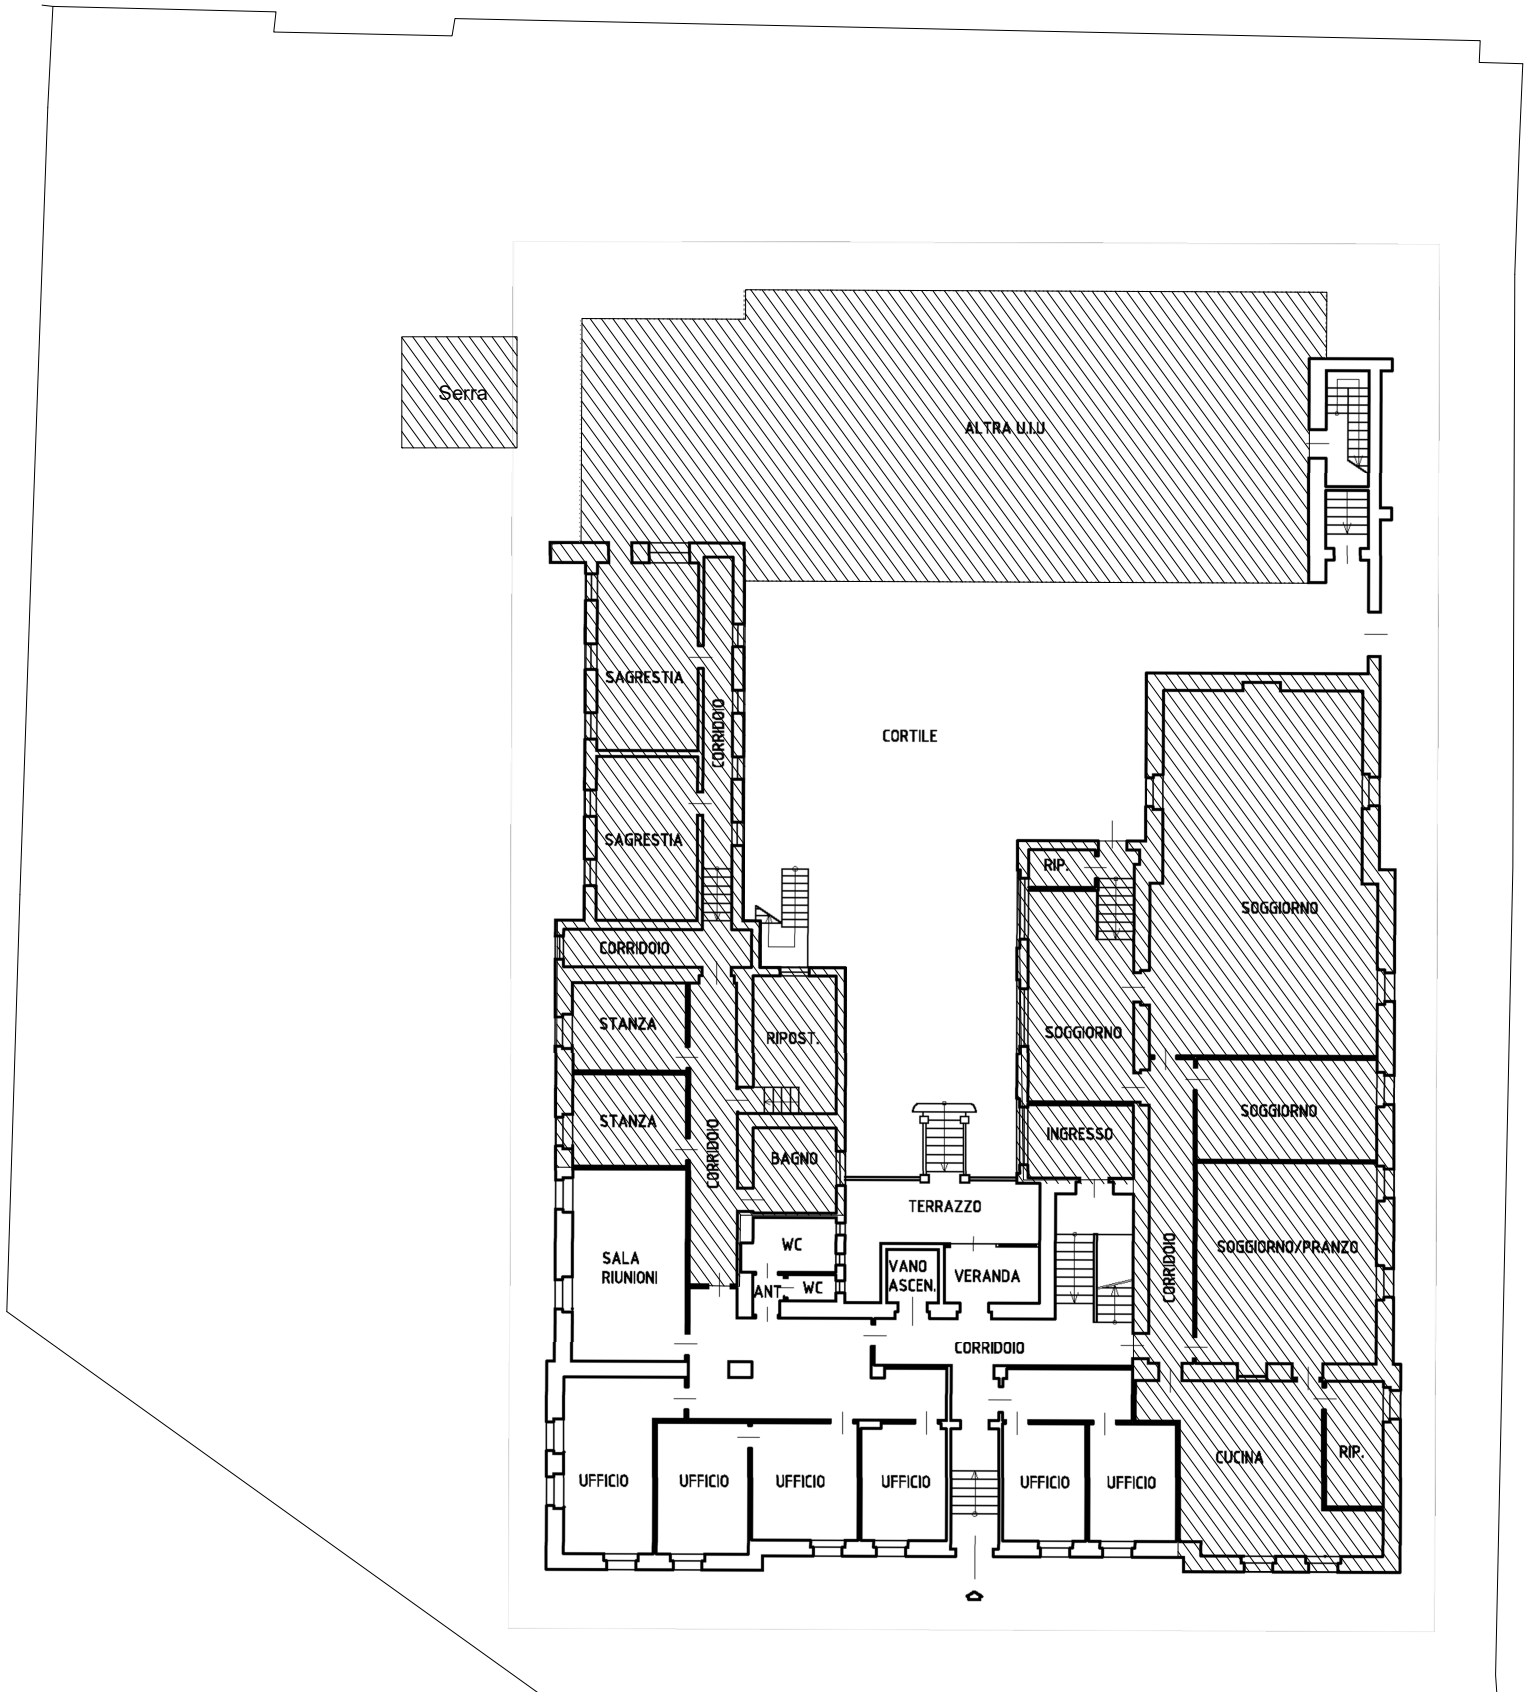 Serra
ALTRA U.I.U
SAGRESTIA
CORRIDOIO
CORTILE
SAGRESTIA
RIP.
SOGGIORNO
CORRIDOIO
STANZA
RIPOST.
SOGGIORNO
STANZA
CORRIDOIO
BAGNO
INGRESSO
SOGGIORNO
TERRAZZO
SALA
RIUNIONI
WC
ANT.
WC
VANO
ASCEN.
VERANDA
CORRIDOIO
SOGGIORNO/PRANZO
CORRIDOIO
UFFICIO
UFFICIO
UFFICIO
UFFICIO
UFFICIO
UFFICIO
CUCINA
RIP.